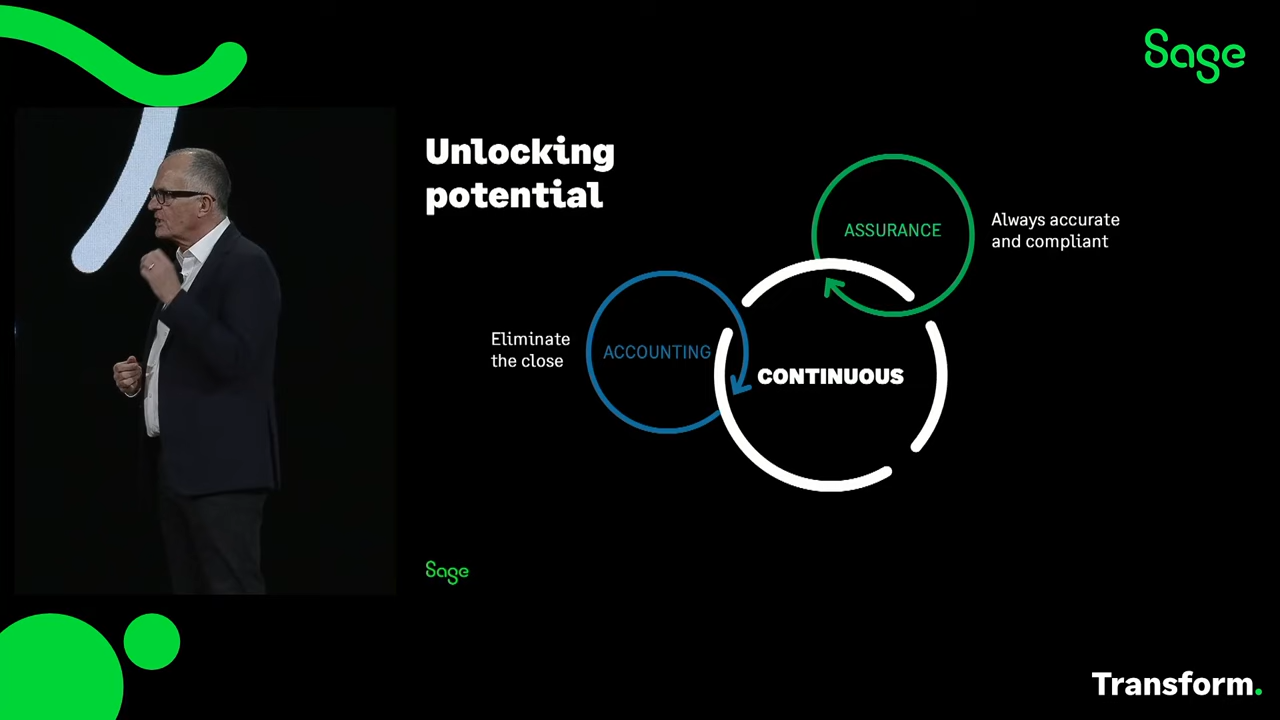 Sage
Unlocking
potential
ASSURANCE
Always accurate
and compliant
Eliminate
the close
ACCOUNTING
CONTINUOUS
Sage
Transform.